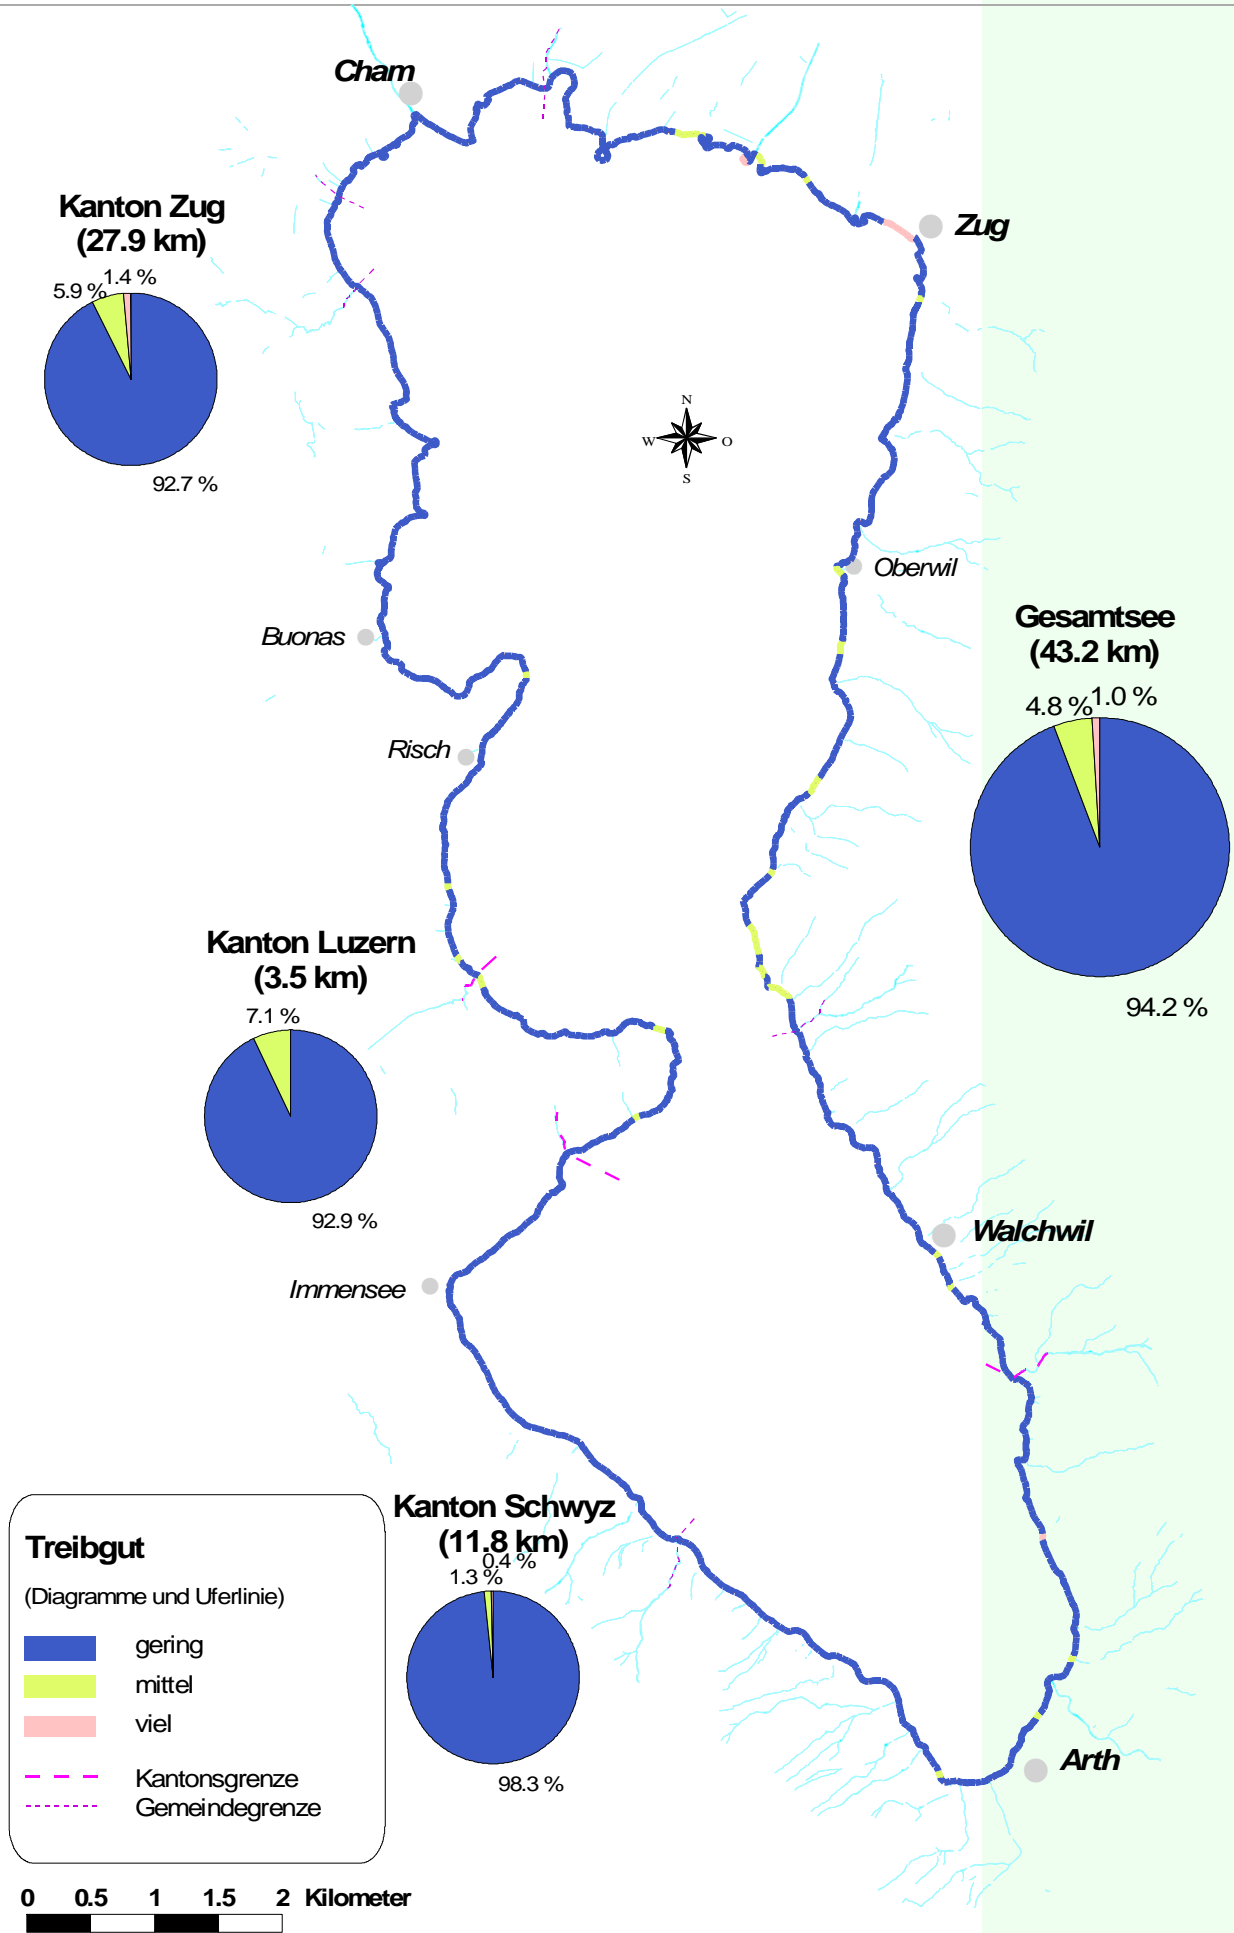 Cham
Kanton Zug
(27.9 km)
5.9 %
1.4 %
92.7 %
Zug
N
W
O
S
Oberwil
Buonas
Gesamtsee
(43.2 km)
4.8 %
1.0 %
94.2 %
Risch
Kanton Luzern
(3.5 km)
7.1 %
92.9 %
Walchwil
Immensee
Kanton Schwyz
(11.8 km)
0.4 %
1.3 %
98.3 %
Arth
Treibgut
(Diagramme und Uferlinie)
gering
mittel
viel
Kantonsgrenze
Gemeindegrenze
0 0.5 1 1.5 2 Kilometer